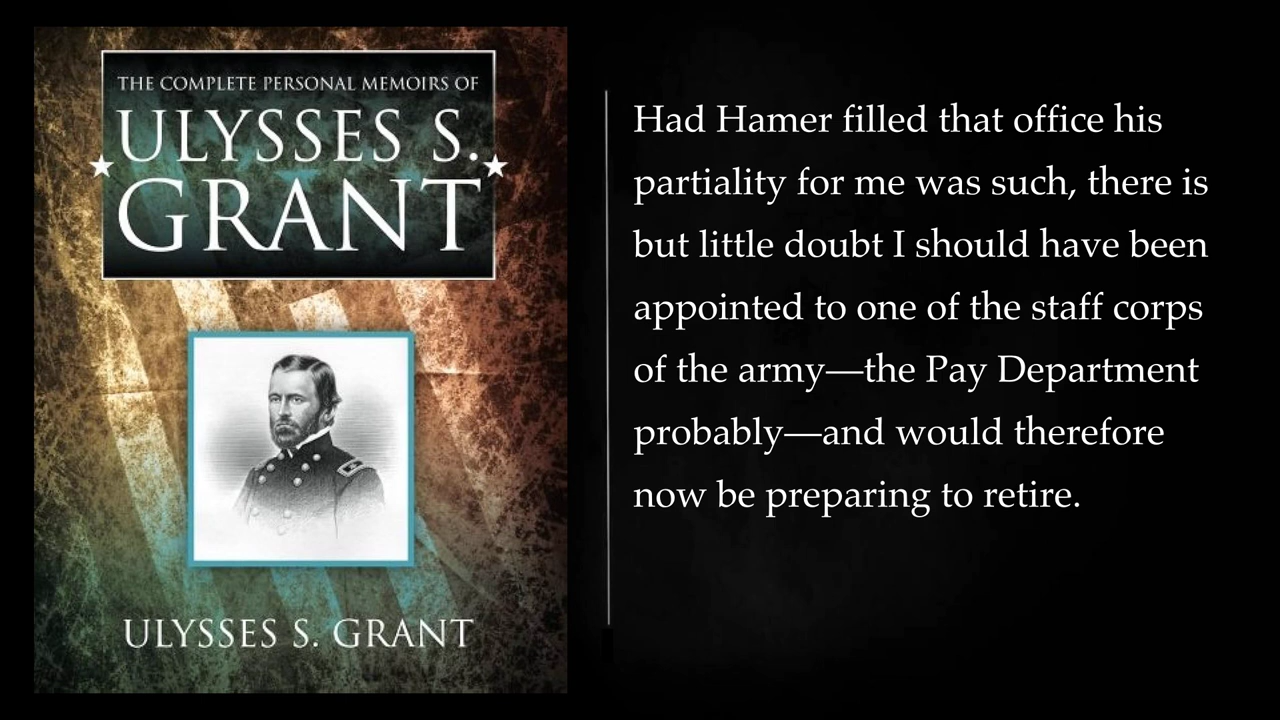 THE COMPLETE PERSONAL MEMOIRS OF
ULYSSES S.
GRANT
ULYSSES S. GRANT
Had Hamer filled that office his
partiality for me was such, there is
but little doubt I should have been
appointed to one of the staff corps
of the army—the Pay Department
probably—and would therefore
now be preparing to retire.